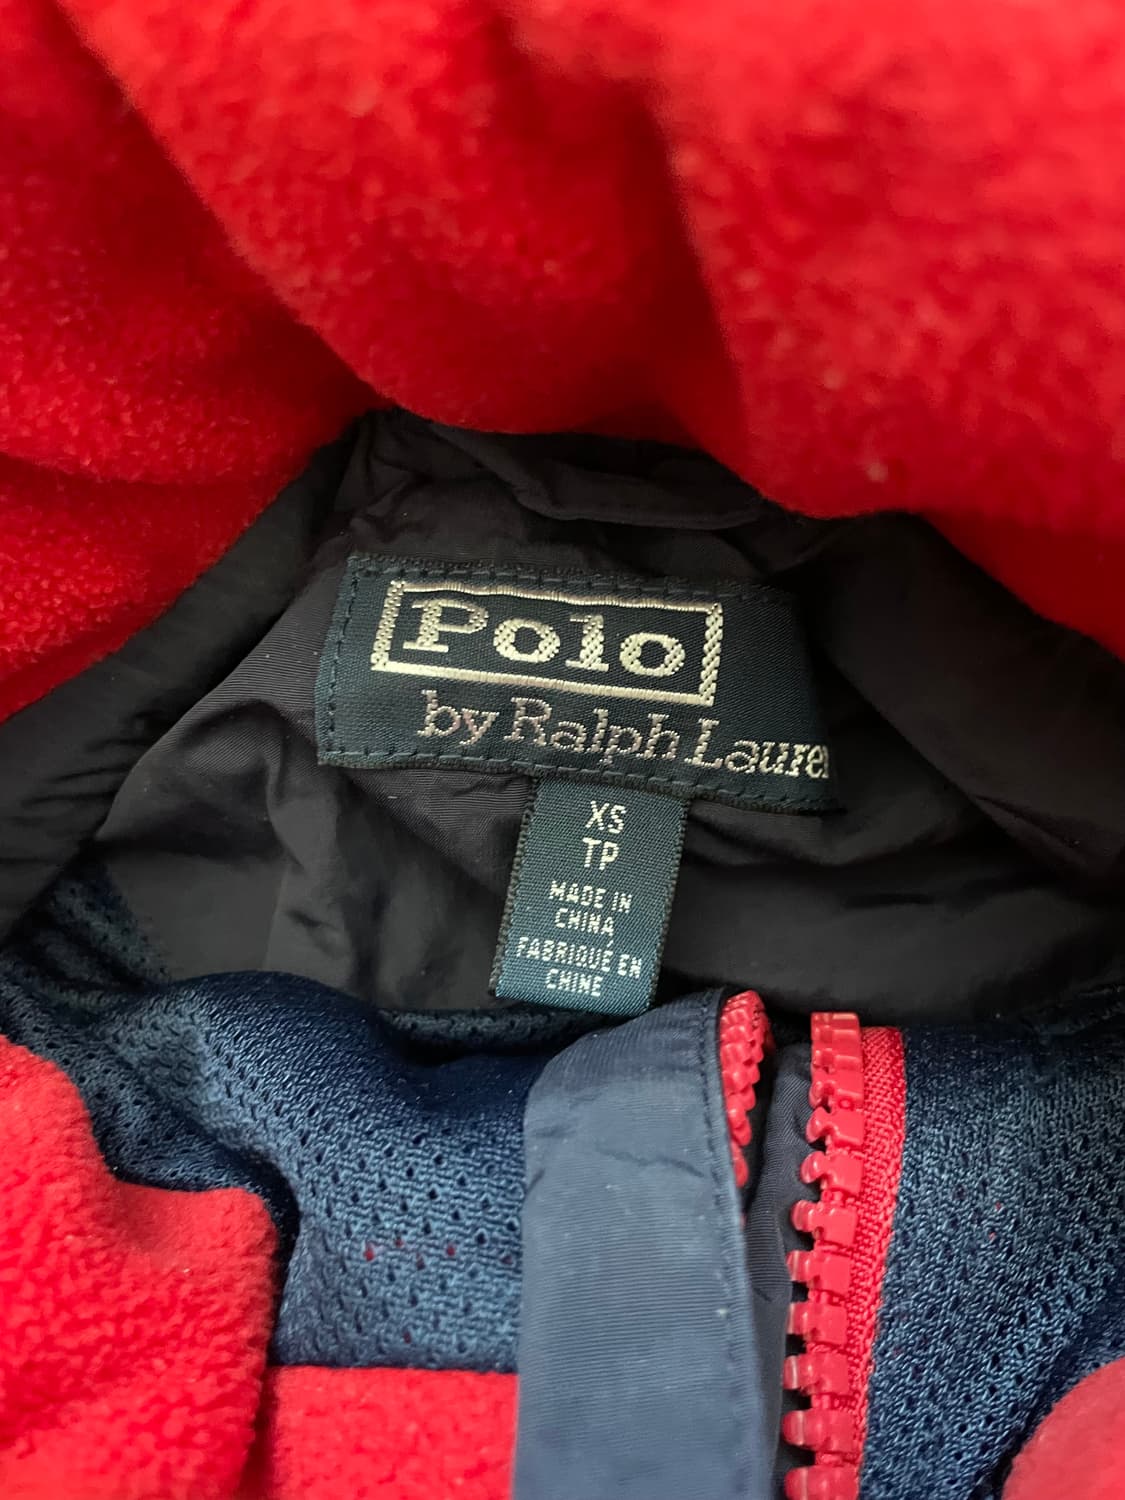 Polo
by Ralph Lauren
XS
TP
MADE IN
CHINA
FABRIQUÉ EN
CHINE